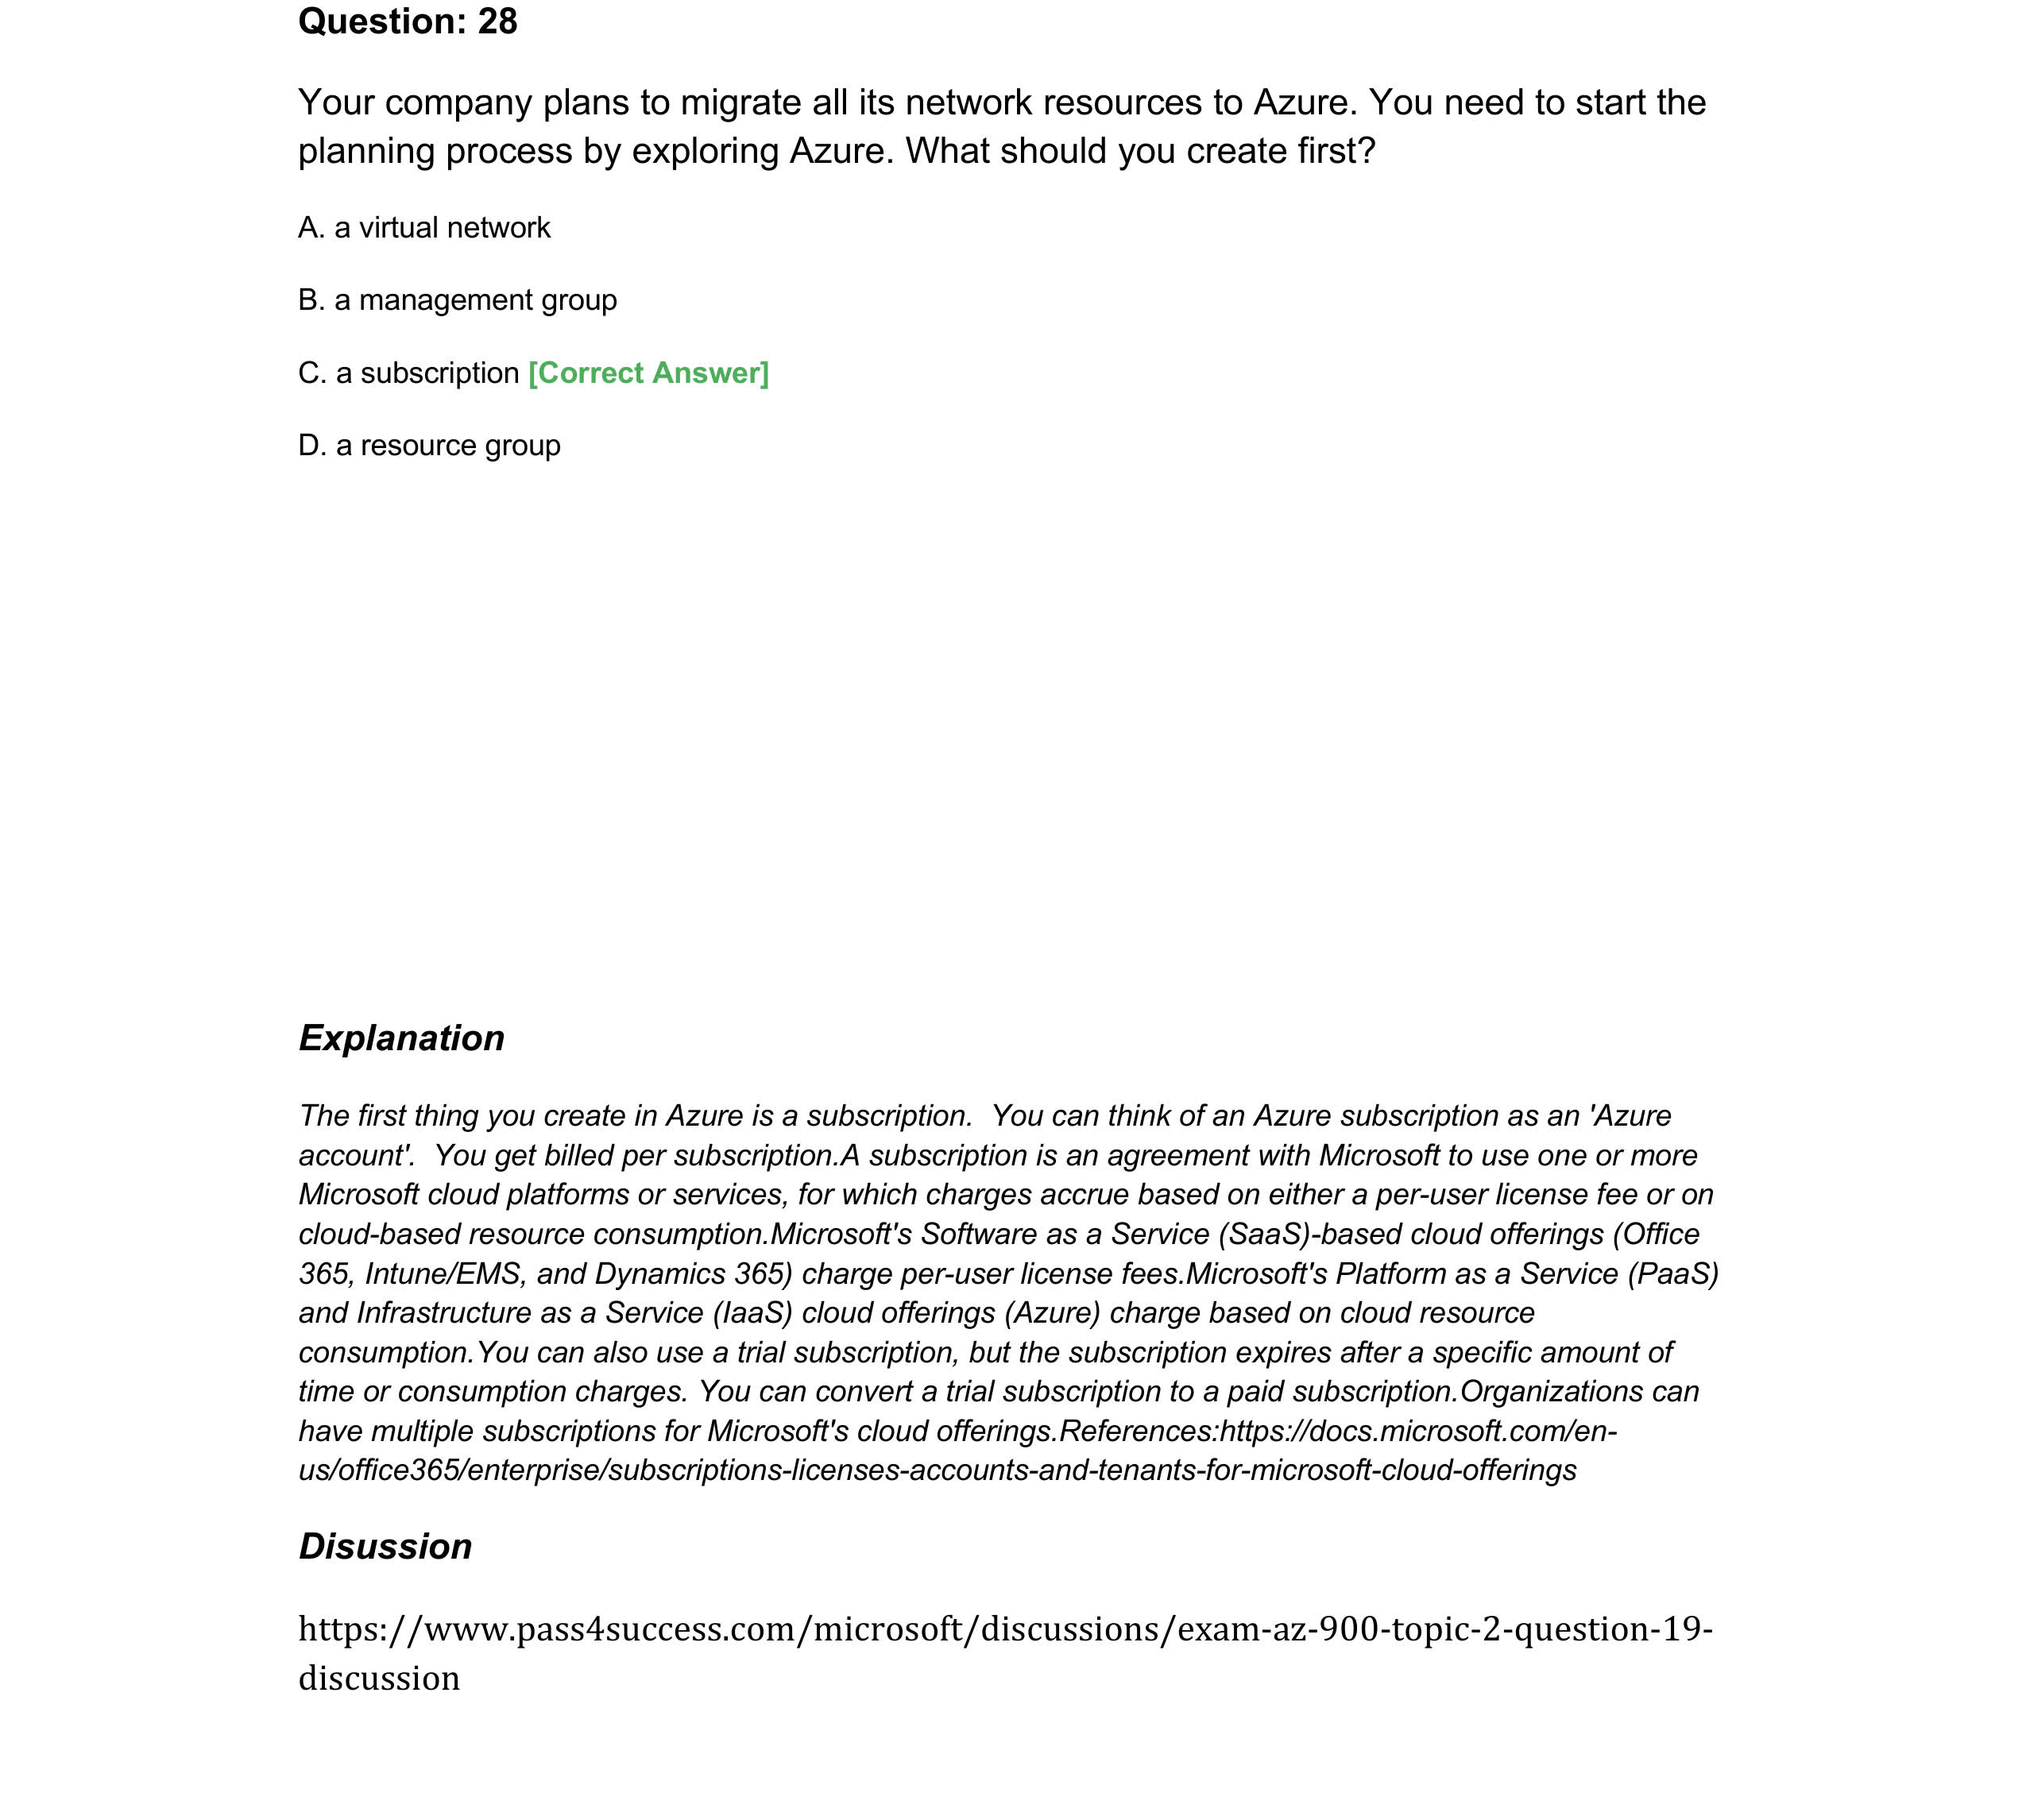 Question: 28
Your company plans to migrate all its network resources to Azure. You need to start the
planning process by exploring Azure. What should you create first?
A. a virtual network
B. a management group
C. a subscription [Correct Answer]
D. a resource group
Explanation
The first thing you create in Azure is a subscription.  You can think of an Azure subscription as an 'Azure
account'.  You get billed per subscription.A subscription is an agreement with Microsoft to use one or more
Microsoft cloud platforms or services, for which charges accrue based on either a per-user license fee or on
cloud-based resource consumption.Microsoft's Software as a Service (SaaS)-based cloud offerings (Office
365, Intune/EMS, and Dynamics 365) charge per-user license fees.Microsoft's Platform as a Service (PaaS)
and Infrastructure as a Service (IaaS) cloud offerings (Azure) charge based on cloud resource
consumption.You can also use a trial subscription, but the subscription expires after a specific amount of
time or consumption charges. You can convert a trial subscription to a paid subscription.Organizations can
have multiple subscriptions for Microsoft's cloud offerings.References:https://docs.microsoft.com/en-
us/office365/enterprise/subscriptions-licenses-accounts-and-tenants-for-microsoft-cloud-offerings
Disussion
https://www.pass4success.com/microsoft/discussions/exam-az-900-topic-2-question-19-
discussion